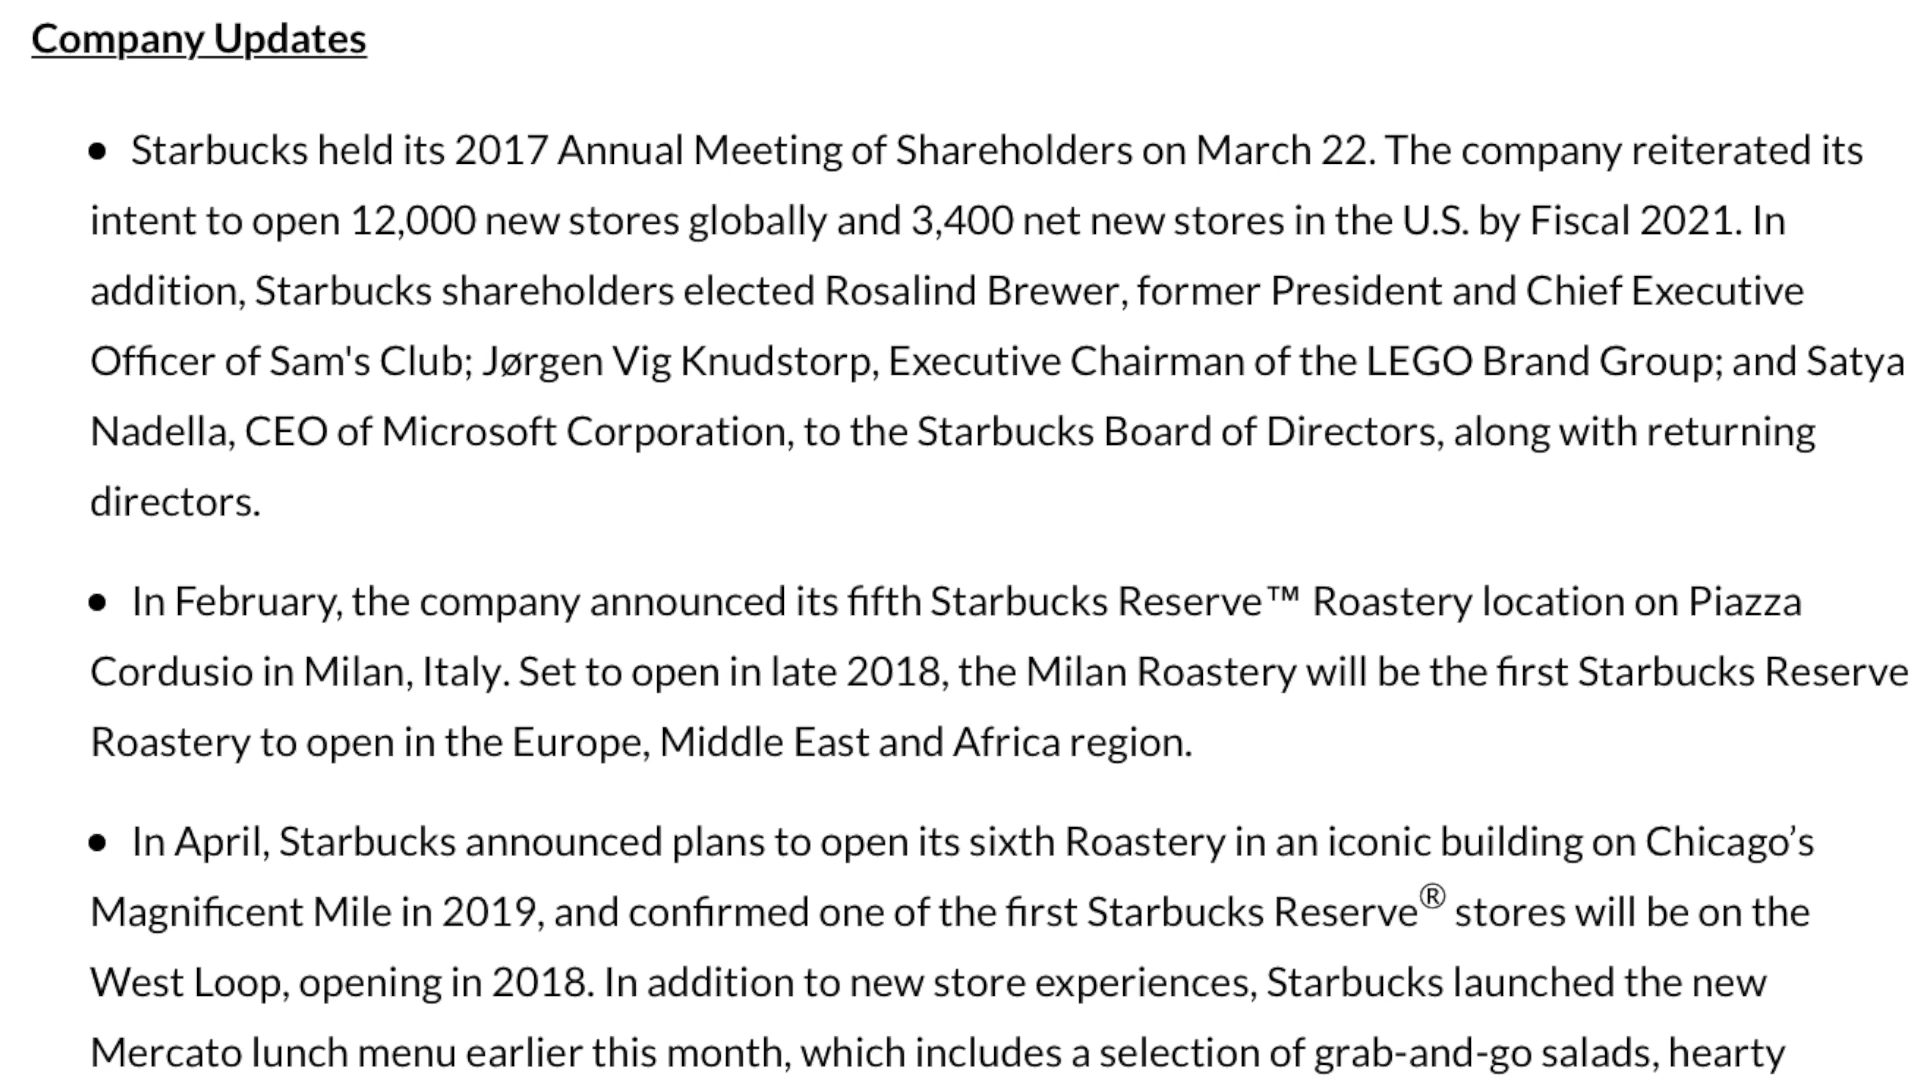 Company Updates
● Starbucks held its 2017 Annual Meeting of Shareholders on March 22. The company reiterated its
intent to open 12,000 new stores globally and 3,400 net new stores in the U.S. by Fiscal 2021. In
addition, Starbucks shareholders elected Rosalind Brewer, former President and Chief Executive
Officer of Sam's Club; Jørgen Vig Knudstorp, Executive Chairman of the LEGO Brand Group; and Satya
Nadella, CEO of Microsoft Corporation, to the Starbucks Board of Directors, along with returning
directors.
● In February, the company announced its fifth Starbucks Reserve™ Roastery location on Piazza
Cordusio in Milan, Italy. Set to open in late 2018, the Milan Roastery will be the first Starbucks Reserve
Roastery to open in the Europe, Middle East and Africa region.
● In April, Starbucks announced plans to open its sixth Roastery in an iconic building on Chicago’s
Magnificent Mile in 2019, and confirmed one of the first Starbucks Reserve® stores will be on the
West Loop, opening in 2018. In addition to new store experiences, Starbucks launched the new
Mercato lunch menu earlier this month, which includes a selection of grab-and-go salads, hearty